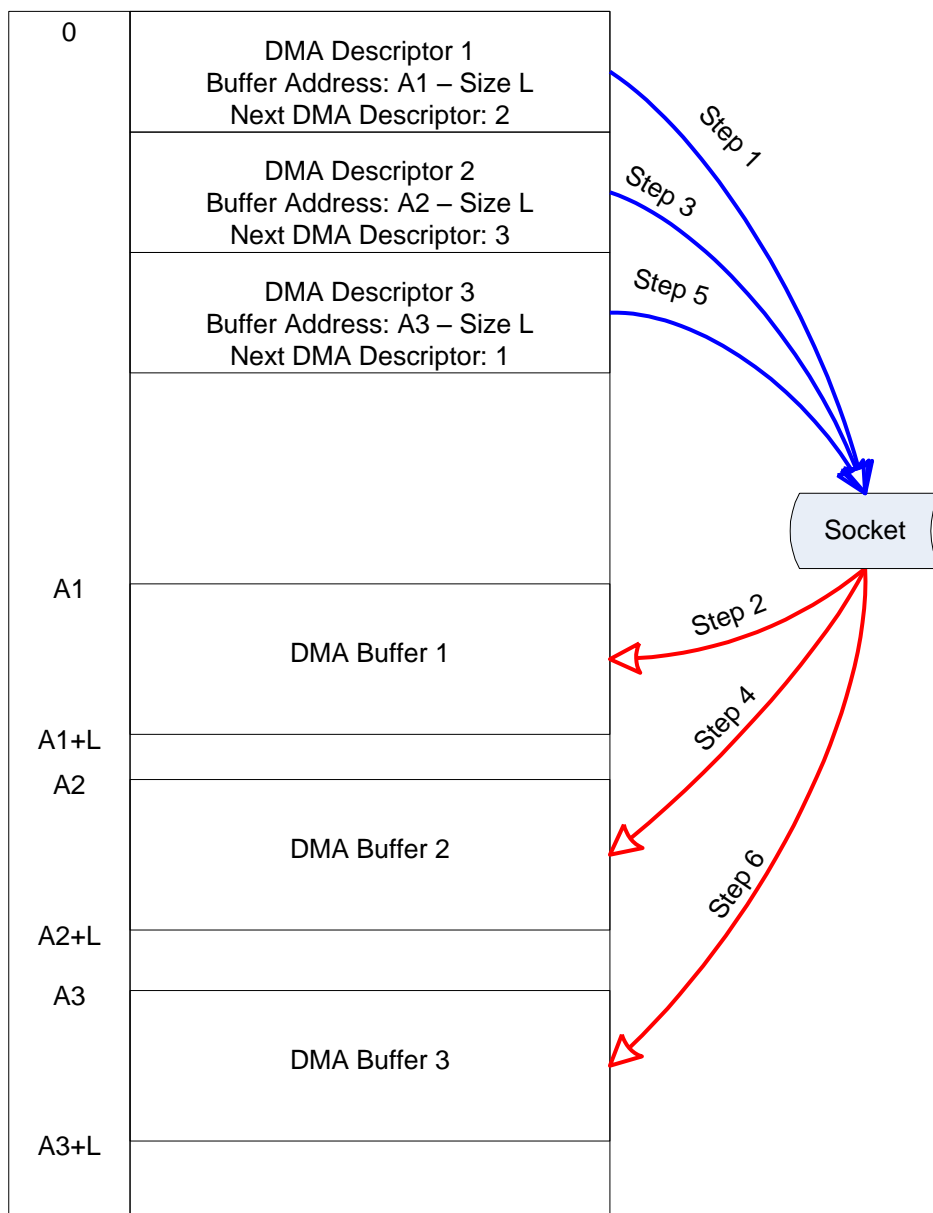 0
DMA Descriptor 1
Buffer Address: A1 – Size L
Next DMA Descriptor: 2
Step 1
DMA Descriptor 2
Buffer Address: A2 – Size L
Next DMA Descriptor: 3
Step 3
DMA Descriptor 3
Buffer Address: A3 – Size L
Next DMA Descriptor: 1
Step 5
Socket
A1
DMA Buffer 1
Step 2
A1+L
A2
Step 4
DMA Buffer 2
Step 6
A2+L
A3
DMA Buffer 3
A3+L